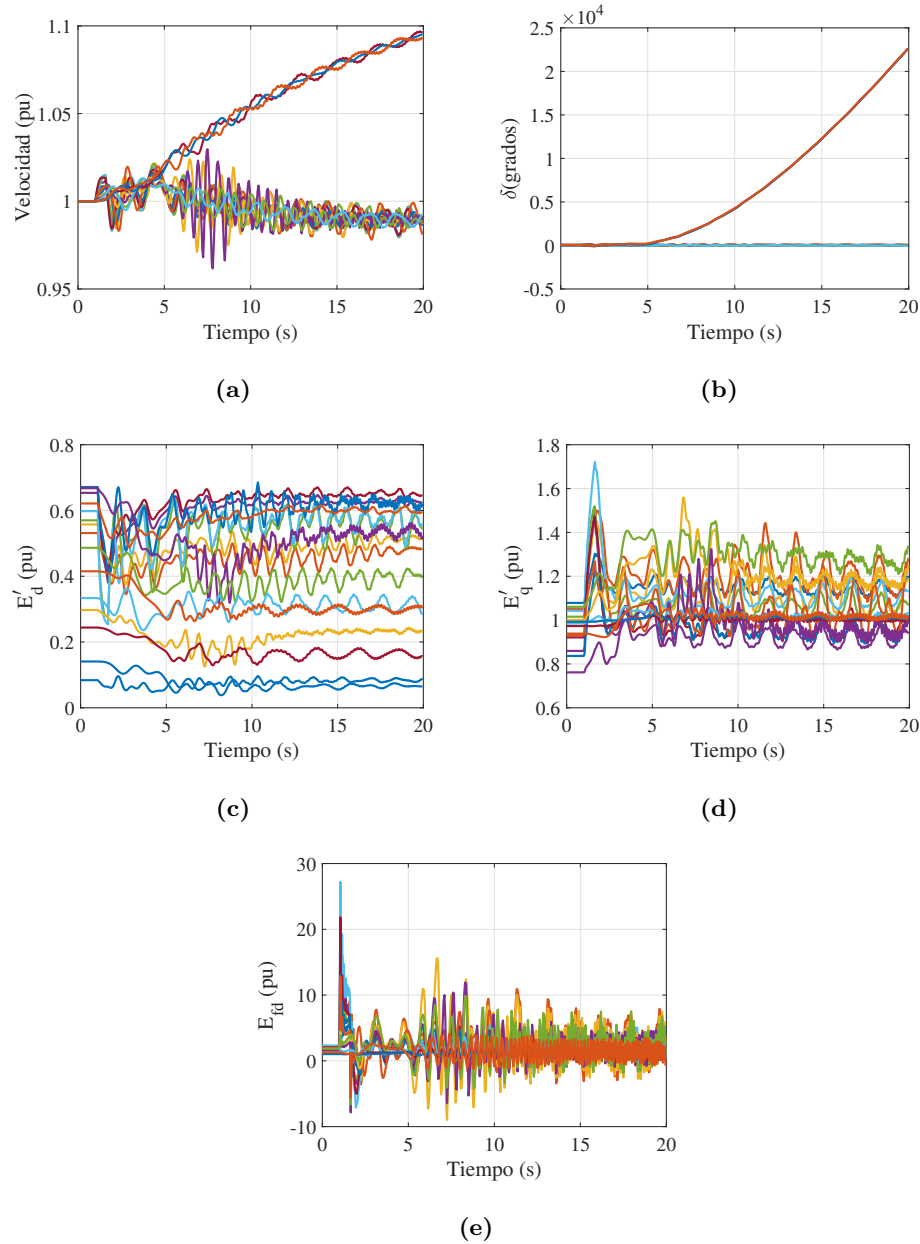 1.1
1.05
1
0.95
Velocidad (pu)
0 5 10 15 20
Tiempo (s)
(a)
×10⁴
2.5
2
1.5
1
0.5
0
-0.5
δ(grados)
0 5 10 15 20
Tiempo (s)
(b)
0.8
0.6
0.4
0.2
0
E'd (pu)
0 5 10 15 20
Tiempo (s)
(c)
1.8
1.6
1.4
1.2
1
0.8
0.6
E'q (pu)
0 5 10 15 20
Tiempo (s)
(d)
30
20
10
0
-10
Efd (pu)
0 5 10 15 20
Tiempo (s)
(e)